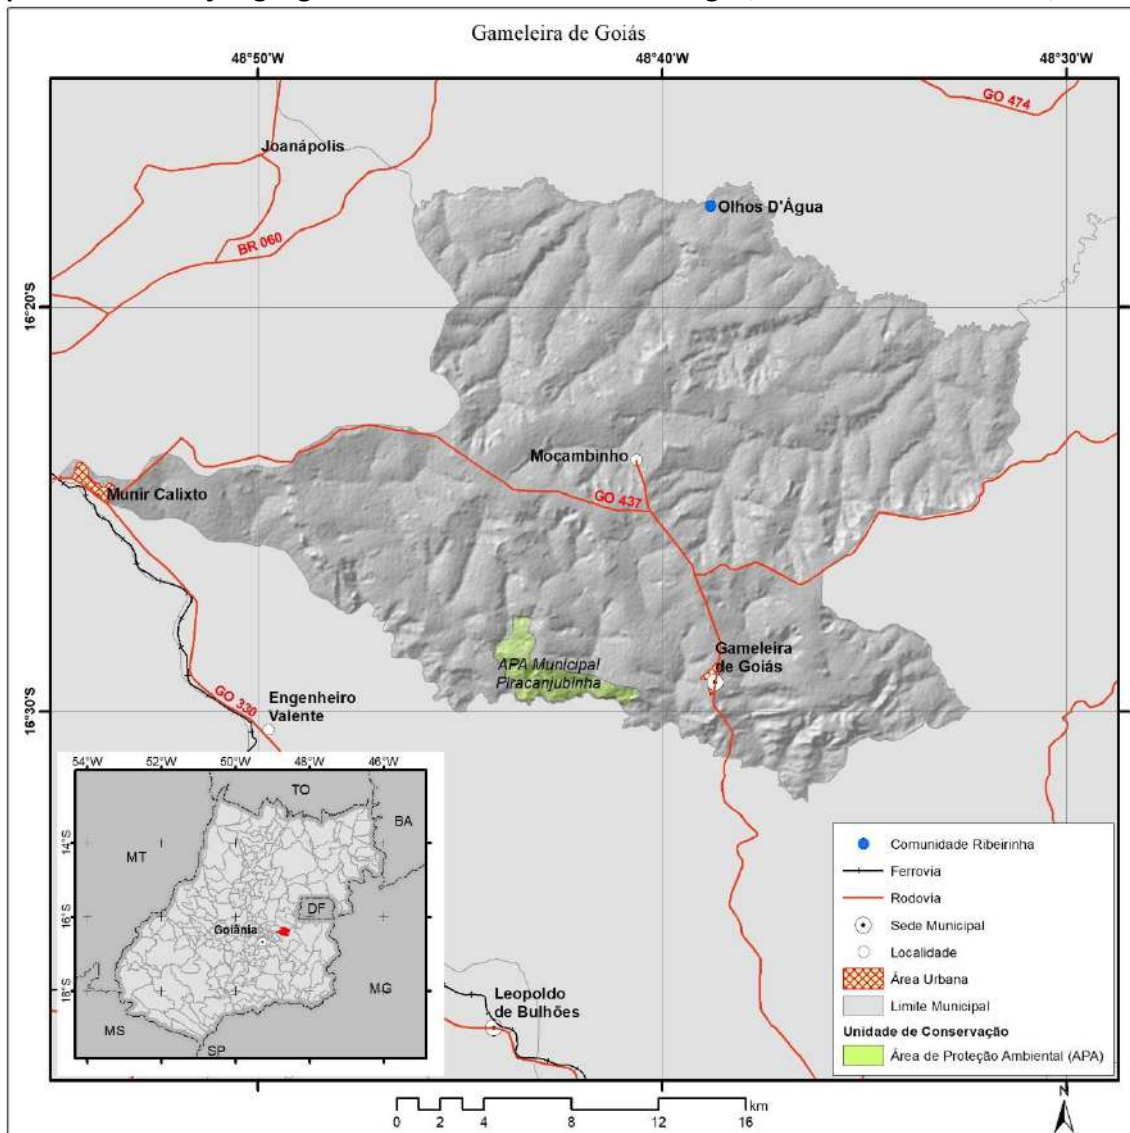 Gameleira de Goiás
48°50'W
48°40'W
48°30'W
GO 474
Joanápolis
Olhos D'Água
BR 060
16°20'S
Mocambinho
Munir Calixto
GO 437
Gameleira
de Goiás
APA Municipal
Piracanjubinha
GO 330
Engenheiro
Valente
16°30'S
54°W
52°W
50°W
48°W
46°W
TO
BA
14°S
MT
DF
16°S
Goiânia
18°S
MG
MS
SP
Leopoldo
de Bulhões
Comunidade Ribeirinha
Ferrovia
Rodovia
Sede Municipal
Localidade
Área Urbana
Limite Municipal
Unidade de Conservação
Área de Proteção Ambiental (APA)
N
km
0 2 4 8 12 16